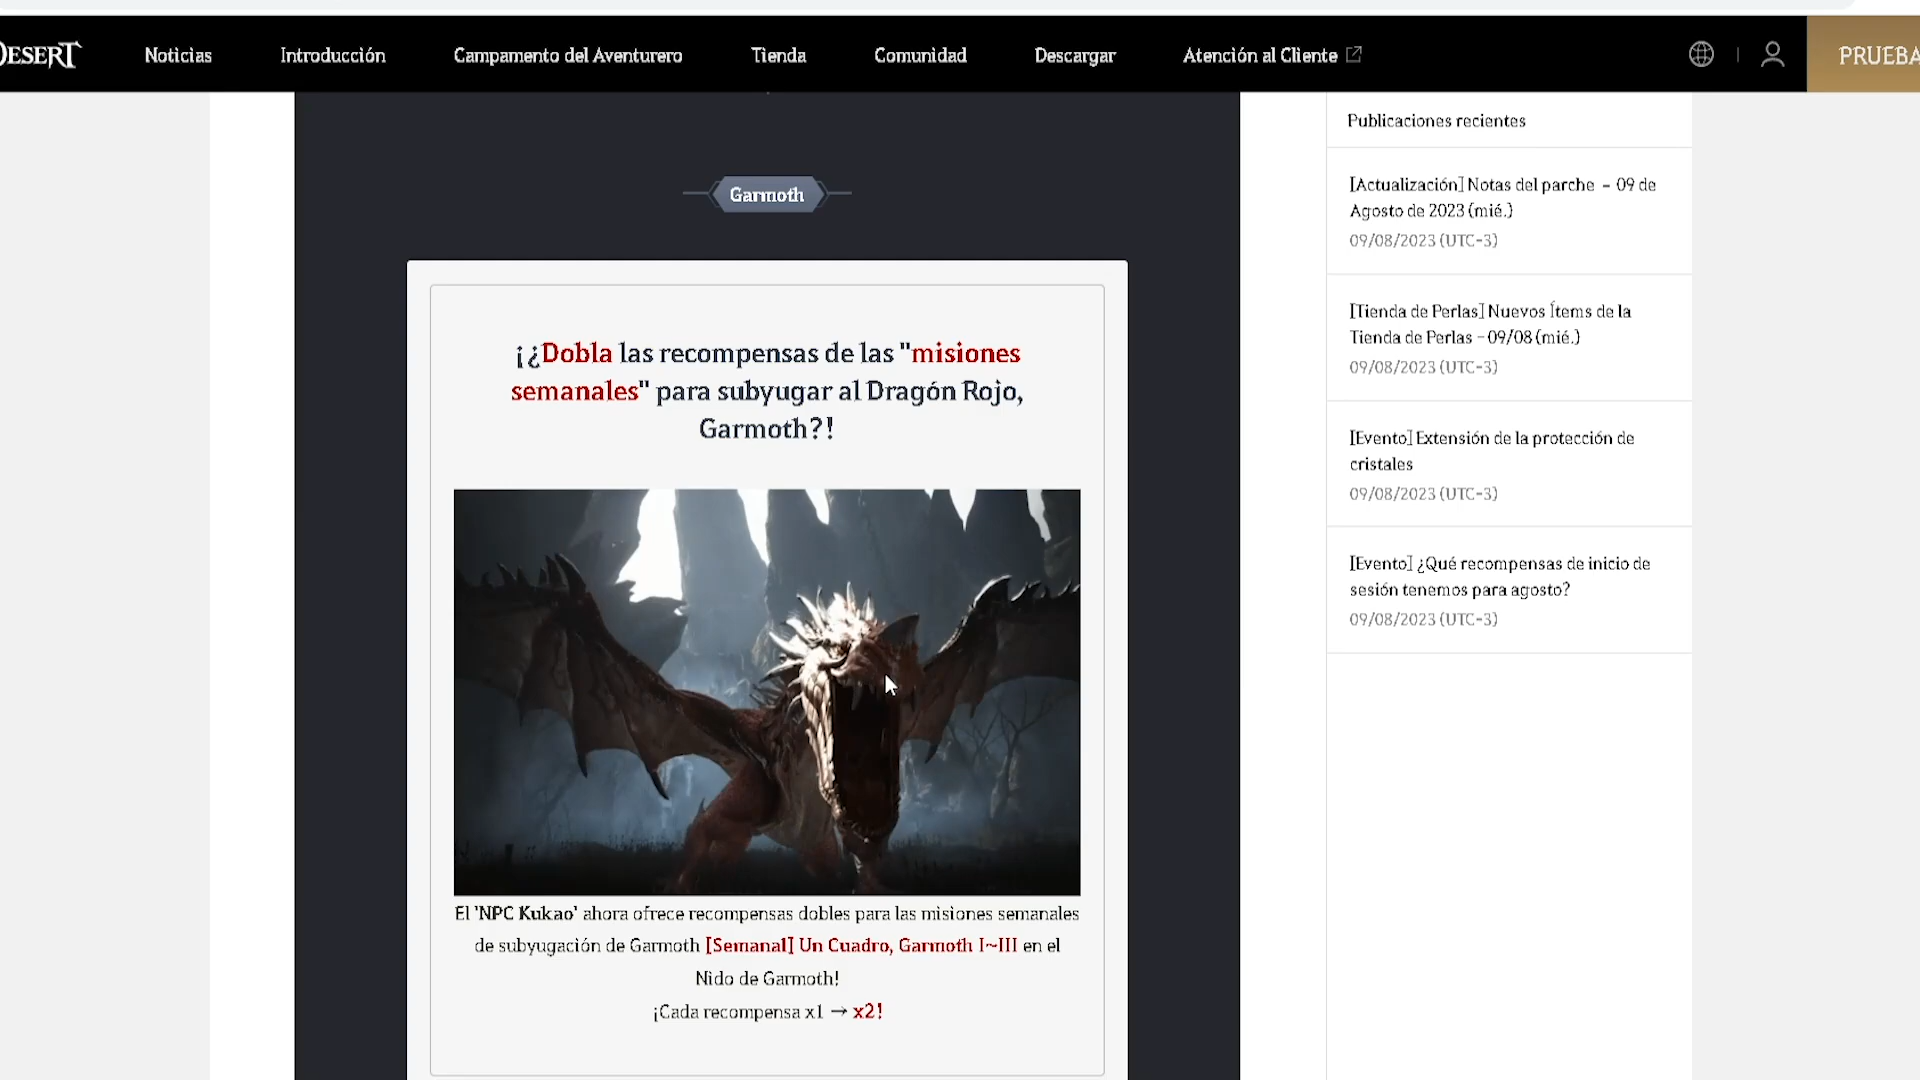 DESERT
Noticias
Introducción
Campamento del Aventurero
Tienda
Comunidad
Descargar
Atención al Cliente
PRUEBA
Garmoth
¡¿Dobla las recompensas de las "misiones
semanales" para subyugar al Dragón Rojo,
Garmoth?!
El 'NPC Kukao' ahora ofrece recompensas dobles para las misiones semanales
de subyugación de Garmoth [Semanal] Un Cuadro, Garmoth I~III en el
Nido de Garmoth!
¡Cada recompensa x1 → x2!
Publicaciones recientes
[Actualización] Notas del parche – 09 de
Agosto de 2023 (mié.)
09/08/2023 (UTC-3)
[Tienda de Perlas] Nuevos Ítems de la
Tienda de Perlas – 09/08 (mié.)
09/08/2023 (UTC-3)
[Evento] Extensión de la protección de
cristales
09/08/2023 (UTC-3)
[Evento] ¿Qué recompensas de inicio de
sesión tenemos para agosto?
09/08/2023 (UTC-3)